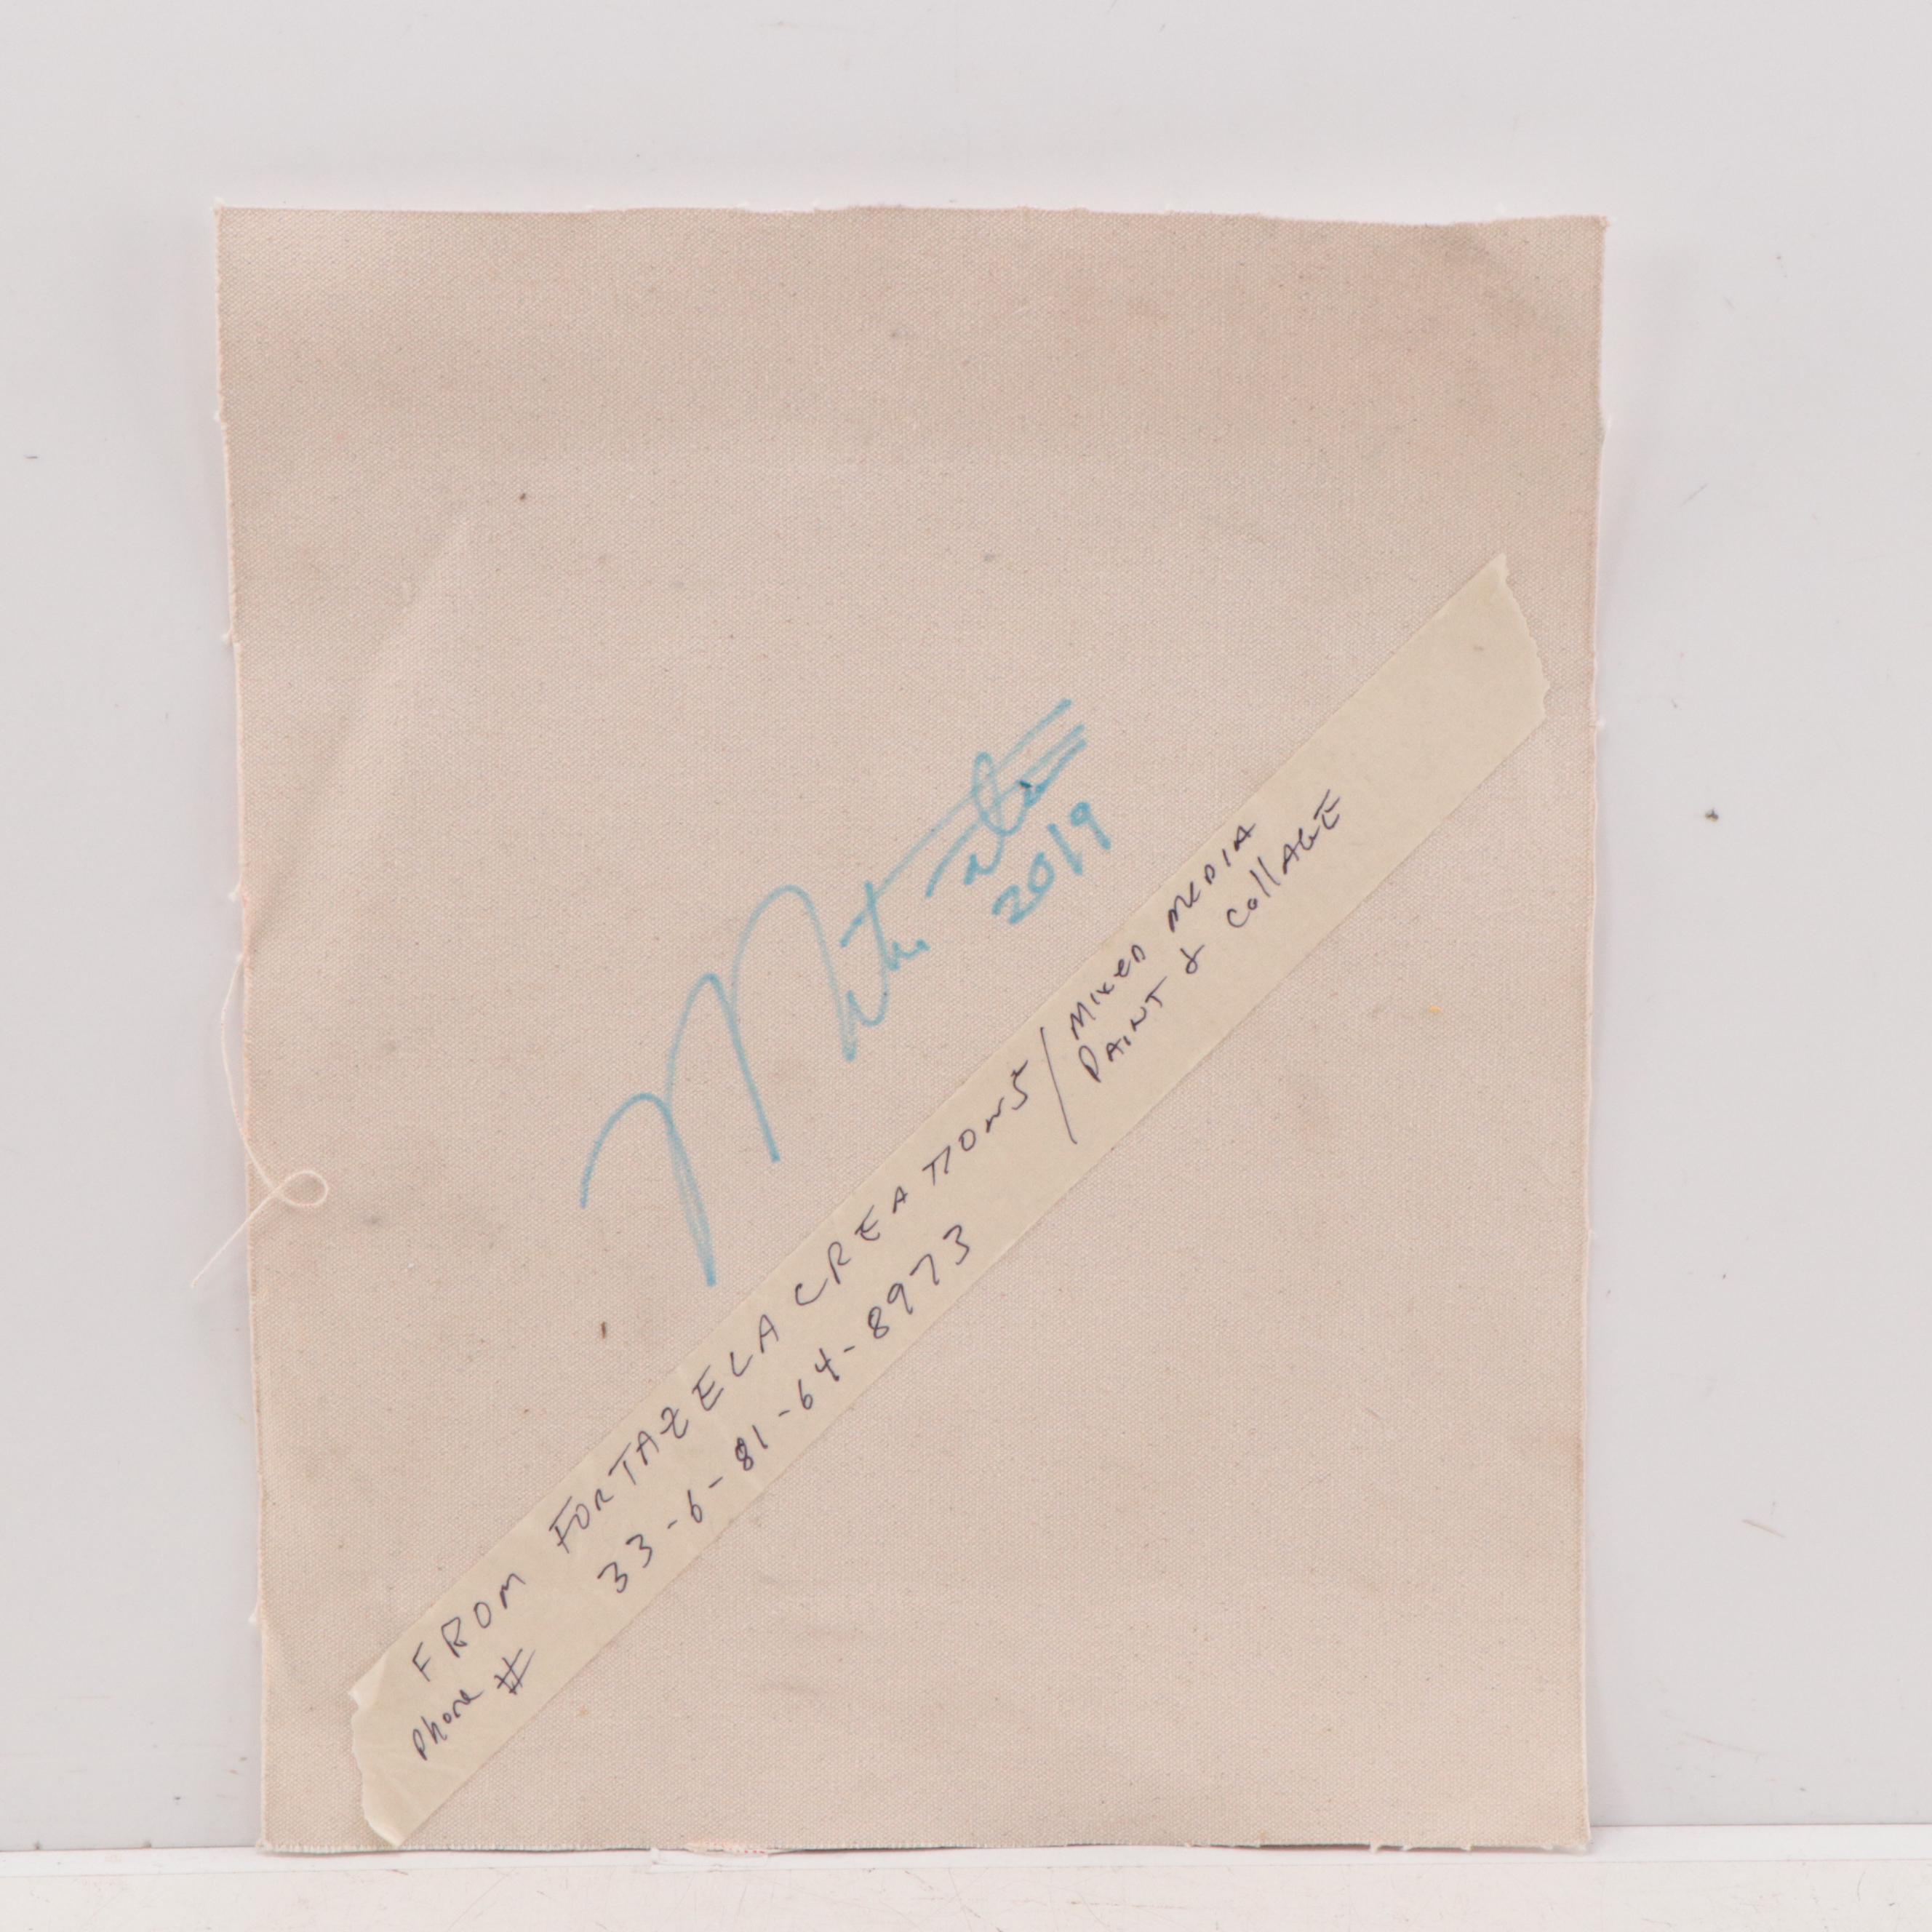 2019
FROM FORTAZELA CREATIONS / MIXED MEDIA
PAINT & COLLAGE
Phone # 33-6-81-64-8973